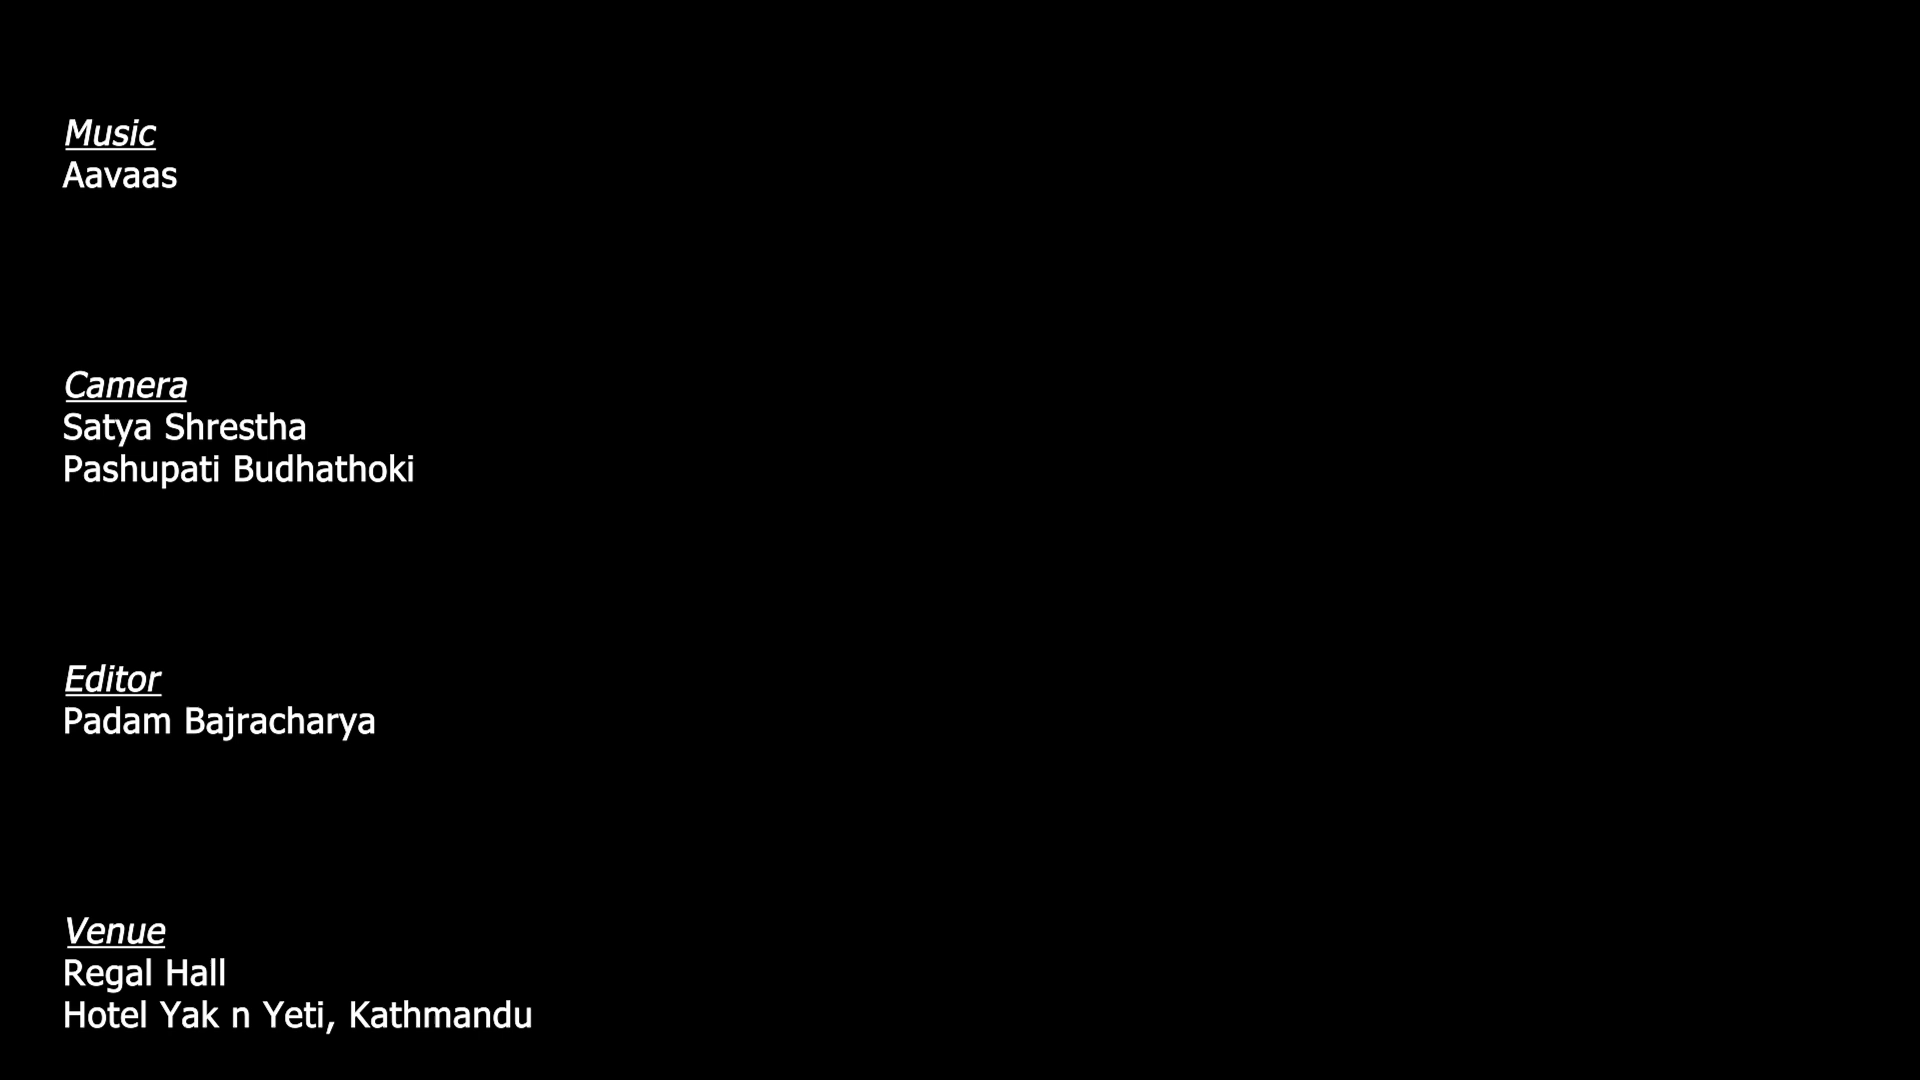 Music
Aavaas
Camera
Satya Shrestha
Pashupati Budhathoki
Editor
Padam Bajracharya
Venue
Regal Hall
Hotel Yak n Yeti, Kathmandu